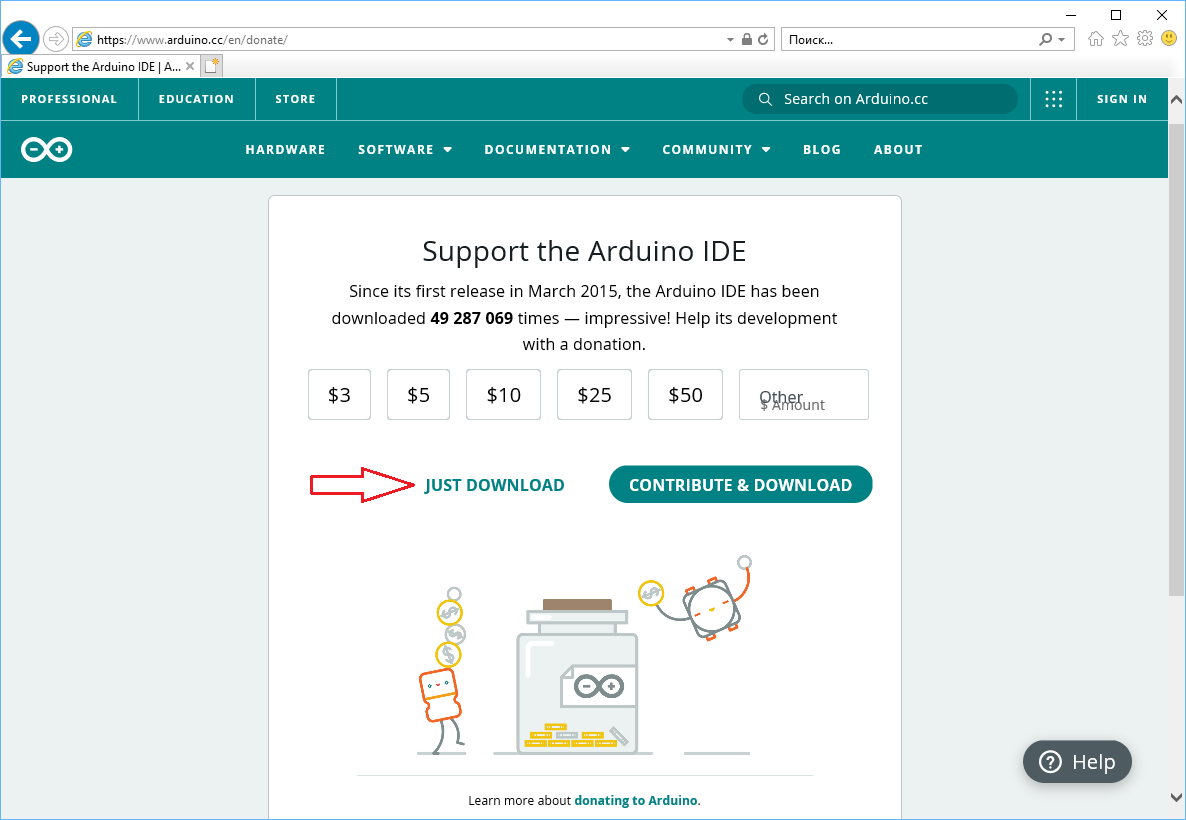 https://www.arduino.cc/en/donate/
Поиск...
Support the Arduino IDE | A...
PROFESSIONAL
EDUCATION
STORE
Search on Arduino.cc
SIGN IN
HARDWARE
SOFTWARE
DOCUMENTATION
COMMUNITY
BLOG
ABOUT
Support the Arduino IDE
Since its first release in March 2015, the Arduino IDE has been
downloaded 49 287 069 times — impressive! Help its development
with a donation.
$3
$5
$10
$25
$50
Other
$ Amount
JUST DOWNLOAD
CONTRIBUTE & DOWNLOAD
Help
Learn more about donating to Arduino.